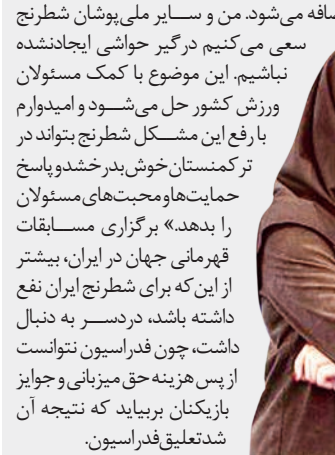 سافه می‌شود. من و سایر ملی‌پوشان شطرنج
سعی می‌کنیم درگیر حواشی ایجادنشده
نباشیم. این موضوع با کمک مسئولان
ورزش کشور حل می‌شود و امیدوارم
با رفع این مشکل شطرنج بتواند در
ترکمنستان خوش بدرخشد و پاسخ
حمایت‌ها و محبت‌های مسئولان
را بدهد.» برگزاری مسابقات
قهرمانی جهان در ایران، بیشتر
از این‌که برای شطرنج ایران نفع
داشته باشد، دردسر به دنبال
داشت، چون فدراسیون نتوانست
از پس هزینه حق میزبانی و جوایز
بازیکنان بربیاید که نتیجه آن
شد تعلیق فدراسیون.